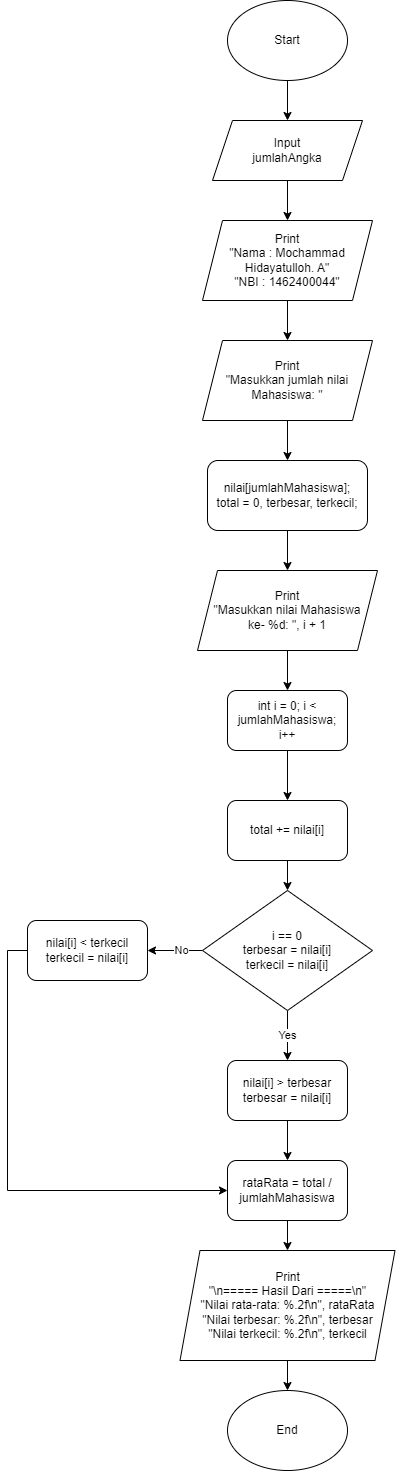 Start
Input
jumlahAngka
Print
"Nama : Mochammad
Hidayatulloh. A"
"NBI : 1462400044"
Print
"Masukkan jumlah nilai
Mahasiswa: "
nilai[jumlahMahasiswa];
total = 0, terbesar, terkecil;
Print
"Masukkan nilai Mahasiswa
ke- %d: ", i + 1
int i = 0; i <
jumlahMahasiswa;
i++
total += nilai[i]
i == 0
terbesar = nilai[i]
terkecil = nilai[i]
No
nilai[i] < terkecil
terkecil = nilai[i]
Yes
nilai[i] > terbesar
terbesar = nilai[i]
rataRata = total /
jumlahMahasiswa
Print
"\n===== Hasil Dari =====\n"
"Nilai rata-rata: %.2f\n", rataRata
"Nilai terbesar: %.2f\n", terbesar
"Nilai terkecil: %.2f\n", terkecil
End